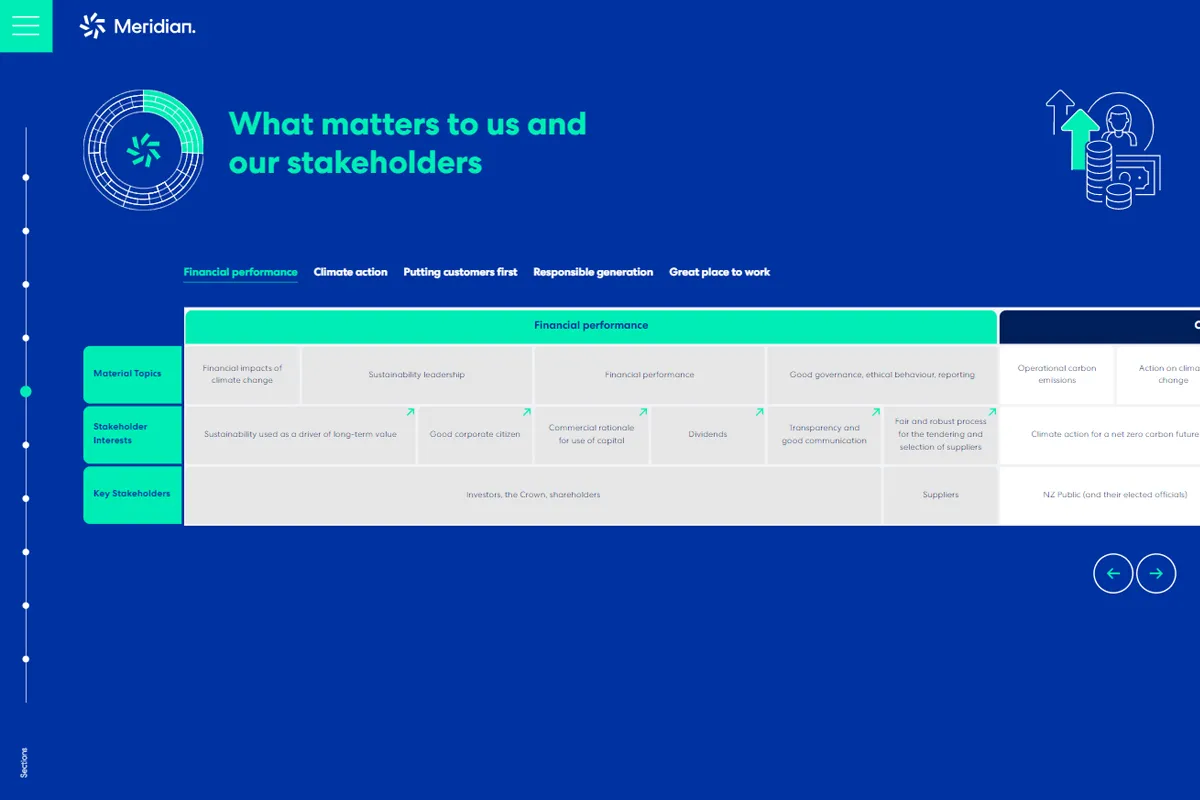 Meridian.
What matters to us and
our stakeholders
Financial performance Climate action Putting customers first Responsible generation Great place to work
Financial performance
Material Topics
Financial impacts of
climate change
Sustainability leadership
Financial performance
Good governance, ethical behaviour, reporting
Operational carbon
emissions
Action on clima
change
Stakeholder
Interests
Sustainability used as a driver of long-term value
Good corporate citizen
Commercial rationale
for use of capital
Dividends
Transparency and
good communication
Fair and robust process
for the tendering and
selection of suppliers
Climate action for a net zero carbon future
Key Stakeholders
Investors, the Crown, shareholders
Suppliers
NZ Public (and their elected officials)
Sections